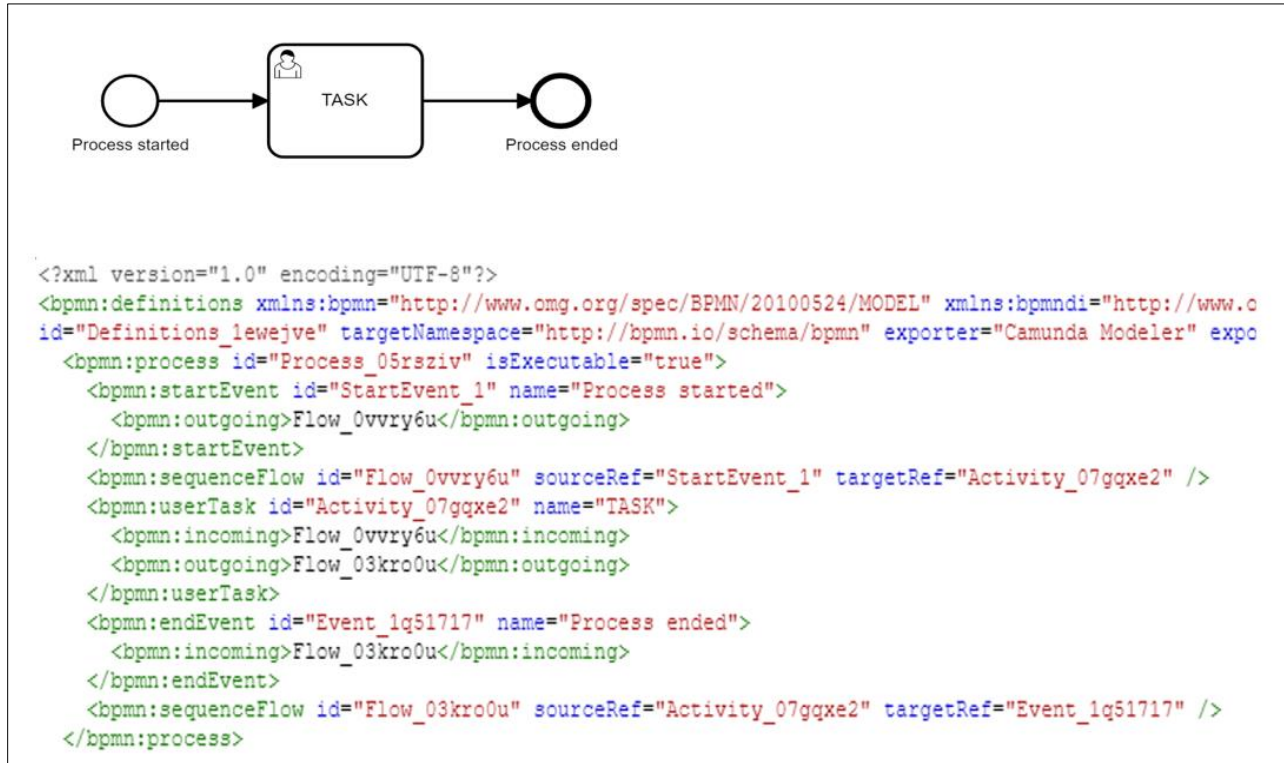 TASK
Process started
Process ended
<?xml version="1.0" encoding="UTF-8"?>
<bpmn:definitions xmlns:bpmn="http://www.omg.org/spec/BPMN/20100524/MODEL" xmlns:bpmndi="http://www.o
id="Definitions_1ewejve" targetNamespace="http://bpmn.io/schema/bpmn" exporter="Camunda Modeler" expo
<bpmn:process id="Process_05rsziv" isExecutable="true">
<bpmn:startEvent id="StartEvent_1" name="Process started">
<bpmn:outgoing>Flow_0vvry6u</bpmn:outgoing>
</bpmn:startEvent>
<bpmn:sequenceFlow id="Flow_0vvry6u" sourceRef="StartEvent_1" targetRef="Activity_07gqxe2" />
<bpmn:userTask id="Activity_07gqxe2" name="TASK">
<bpmn:incoming>Flow_0vvry6u</bpmn:incoming>
<bpmn:outgoing>Flow_03kro0u</bpmn:outgoing>
</bpmn:userTask>
<bpmn:endEvent id="Event_1q51717" name="Process ended">
<bpmn:incoming>Flow_03kro0u</bpmn:incoming>
</bpmn:endEvent>
<bpmn:sequenceFlow id="Flow_03kro0u" sourceRef="Activity_07gqxe2" targetRef="Event_1q51717" />
</bpmn:process>